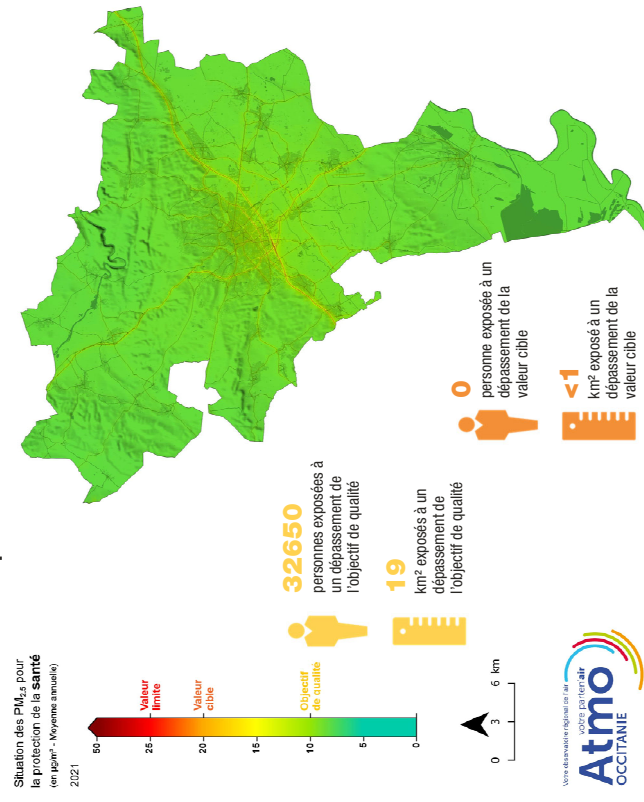 Situation des PM2,5 pour
la protection de la santé
(en µg/m³ - Moyenne annuelle)
2021
50
25
20
15
10
5
0
Valeur
limite
Valeur
cible
Objectif
de qualité
32650
personnes exposées à
un dépassement de
l'objectif de qualité
19
km² exposés à un
dépassement de
l'objectif de qualité
0
personne exposée à un
dépassement de la
valeur cible
<1
km² exposé à un
dépassement de la
valeur cible
0
3
6
km
Votre observatoire régional de l'air
Atmo
votre parten'air
OCCITANIE